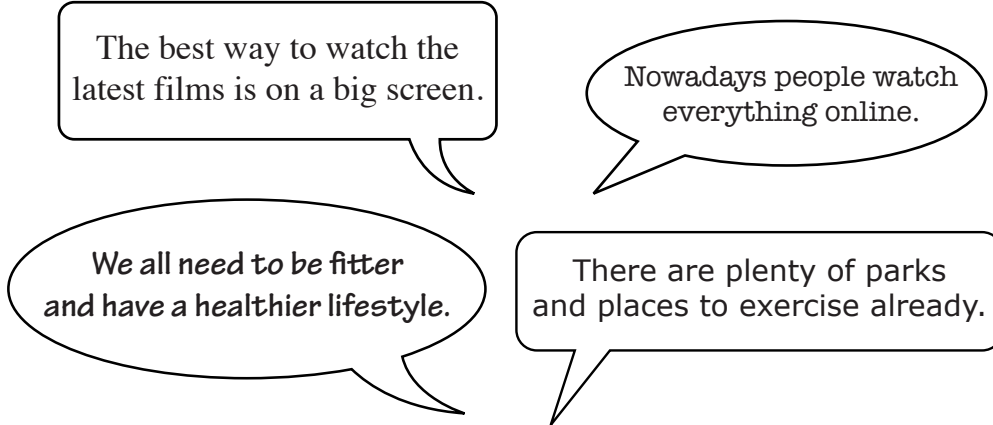 The best way to watch the
latest films is on a big screen.
Nowadays people watch
everything online.
We all need to be fitter
and have a healthier lifestyle.
There are plenty of parks
and places to exercise already.